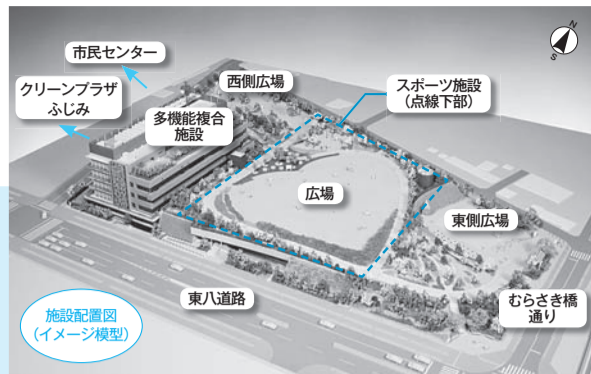 N
S
市民センター
クリーンプラザ
ふじみ
西側広場
スポーツ施設
(点線下部)
多機能複合
施設
広場
東側広場
東八道路
むらさき橋
通り
施設配置図
(イメージ模型)